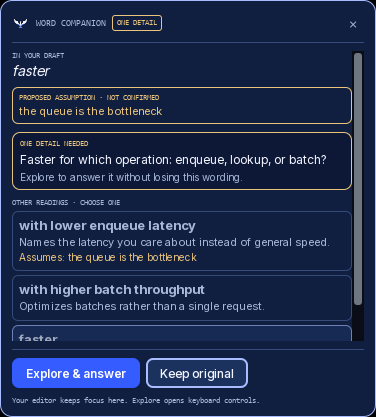 WORD COMPANION ONE DETAIL ×
IN YOUR DRAFT
faster
PROPOSED ASSUMPTION · NOT CONFIRMED
the queue is the bottleneck
ONE DETAIL NEEDED
Faster for which operation: enqueue, lookup, or batch?
Explore to answer it without losing this wording.
OTHER READINGS · CHOOSE ONE
with lower enqueue latency
Names the latency you care about instead of general speed.
Assumes: the queue is the bottleneck
with higher batch throughput
Optimizes batches rather than a single request.
faster
Explore & answer Keep original
Your editor keeps focus here. Explore opens keyboard controls.